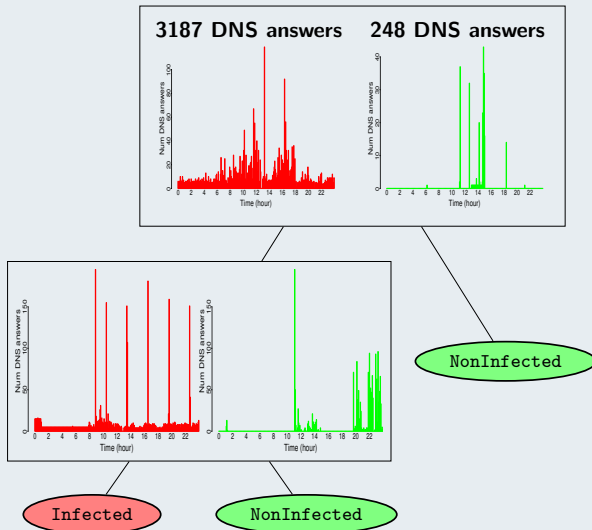 3187 DNS answers
248 DNS answers
Num DNS answers
0 20 40 60 80 100
0 2 4 6 8 10 12 14 16 18 20 22
Time (hour)
Num DNS answers
0 10 20 30 40
0 2 4 6 8 10 12 14 16 18 20 22
Time (hour)
Num DNS answers
0 50 100 150
0 2 4 6 8 10 12 14 16 18 20 22
Time (hour)
Num DNS answers
0 50 100 150
0 2 4 6 8 10 12 14 16 18 20 22
Time (hour)
NonInfected
Infected
NonInfected